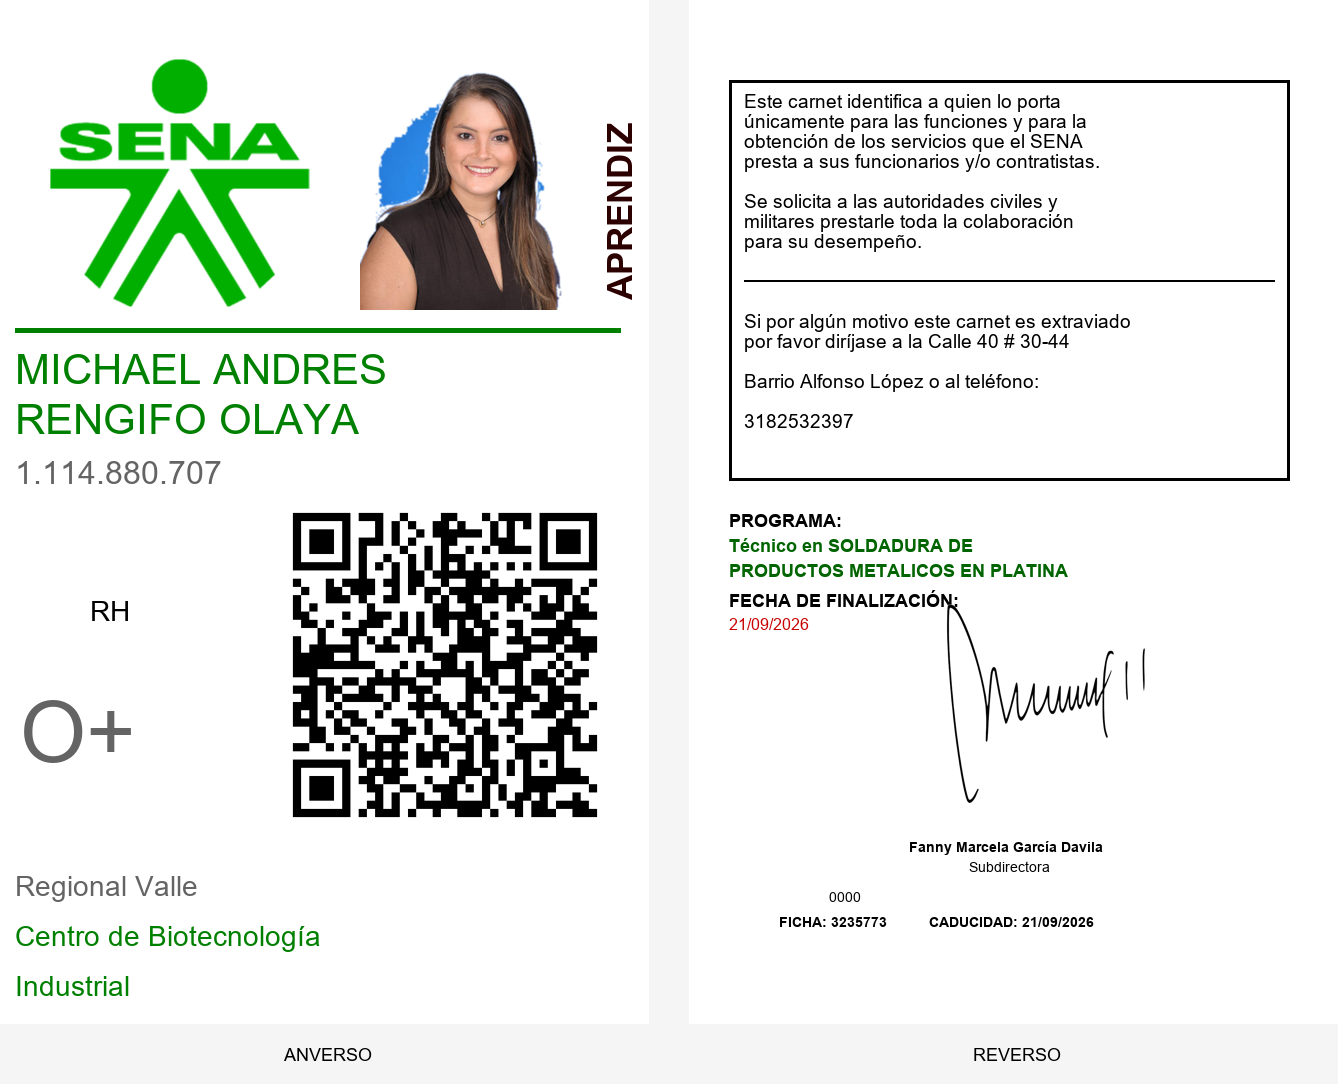 SENA
APRENDIZ
MICHAEL ANDRES
RENGIFO OLAYA
1.114.880.707
RH
O+
Regional Valle
Centro de Biotecnología
Industrial
ANVERSO
Este carnet identifica a quien lo porta
únicamente para las funciones y para la
obtención de los servicios que el SENA
presta a sus funcionarios y/o contratistas.
Se solicita a las autoridades civiles y
militares prestarle toda la colaboración
para su desempeño.
Si por algún motivo este carnet es extraviado
por favor diríjase a la Calle 40 # 30-44
Barrio Alfonso López o al teléfono:
3182532397
PROGRAMA:
Técnico en SOLDADURA DE
PRODUCTOS METALICOS EN PLATINA
FECHA DE FINALIZACIÓN:
21/09/2026
Fanny Marcela García Davila
Subdirectora
0000
FICHA: 3235773 CADUCIDAD: 21/09/2026
REVERSO